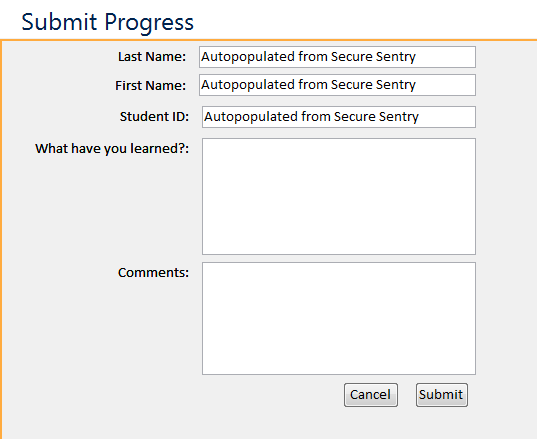 Submit Progress
Last Name: Autopopulated from Secure Sentry
First Name: Autopopulated from Secure Sentry
Student ID: Autopopulated from Secure Sentry
What have you learned?:
Comments:
Cancel Submit